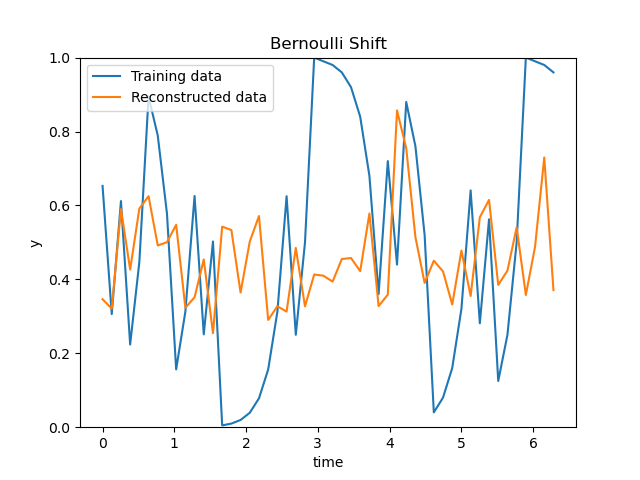 Bernoulli Shift
Training data
Reconstructed data
1.0
0.8
0.6
0.4
0.2
0.0
y
0 1 2 3 4 5 6
time